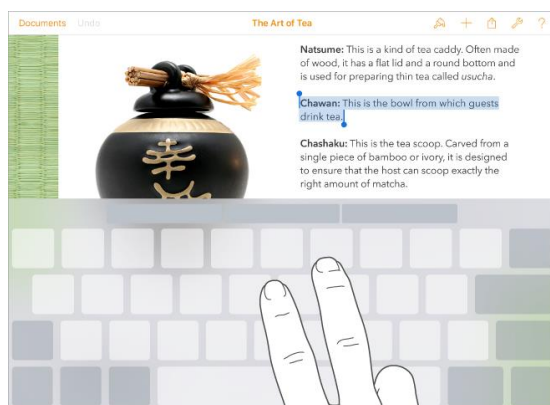 Documents Undo The Art of Tea ?
Natsume: This is a kind of tea caddy. Often made
of wood, it has a flat lid and a round bottom and
is used for preparing thin tea called usucha.
Chawan: This is the bowl from which guests
drink tea.
Chashaku: This is the tea scoop. Carved from a
single piece of bamboo or ivory, it is designed
to ensure that the host can scoop exactly the
right amount of matcha.
幸